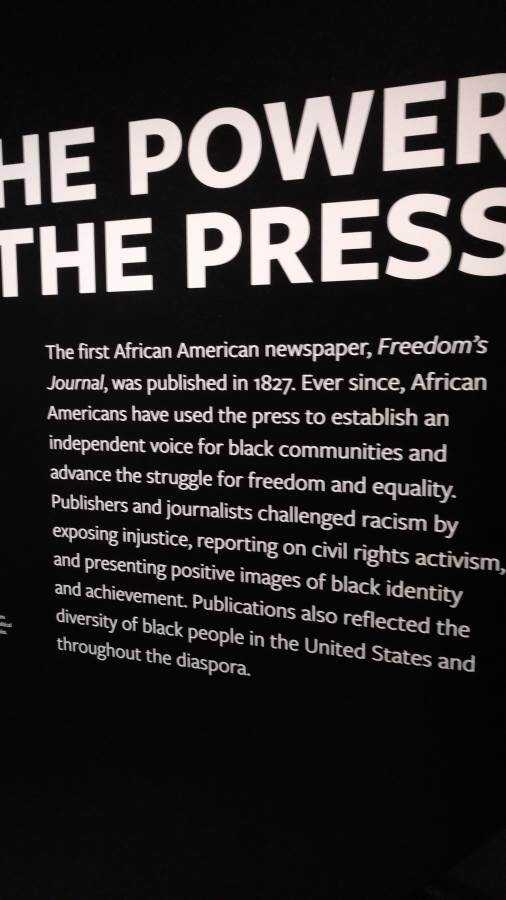 HE POWER
THE PRESS
The first African American newspaper, Freedom's
Journal, was published in 1827. Ever since, African
Americans have used the press to establish an
independent voice for black communities and
advance the struggle for freedom and equality.
Publishers and journalists challenged racism by
exposing injustice, reporting on civil rights activism,
and presenting positive images of black identity
and achievement. Publications also reflected the
diversity of black people in the United States and
throughout the diaspora.